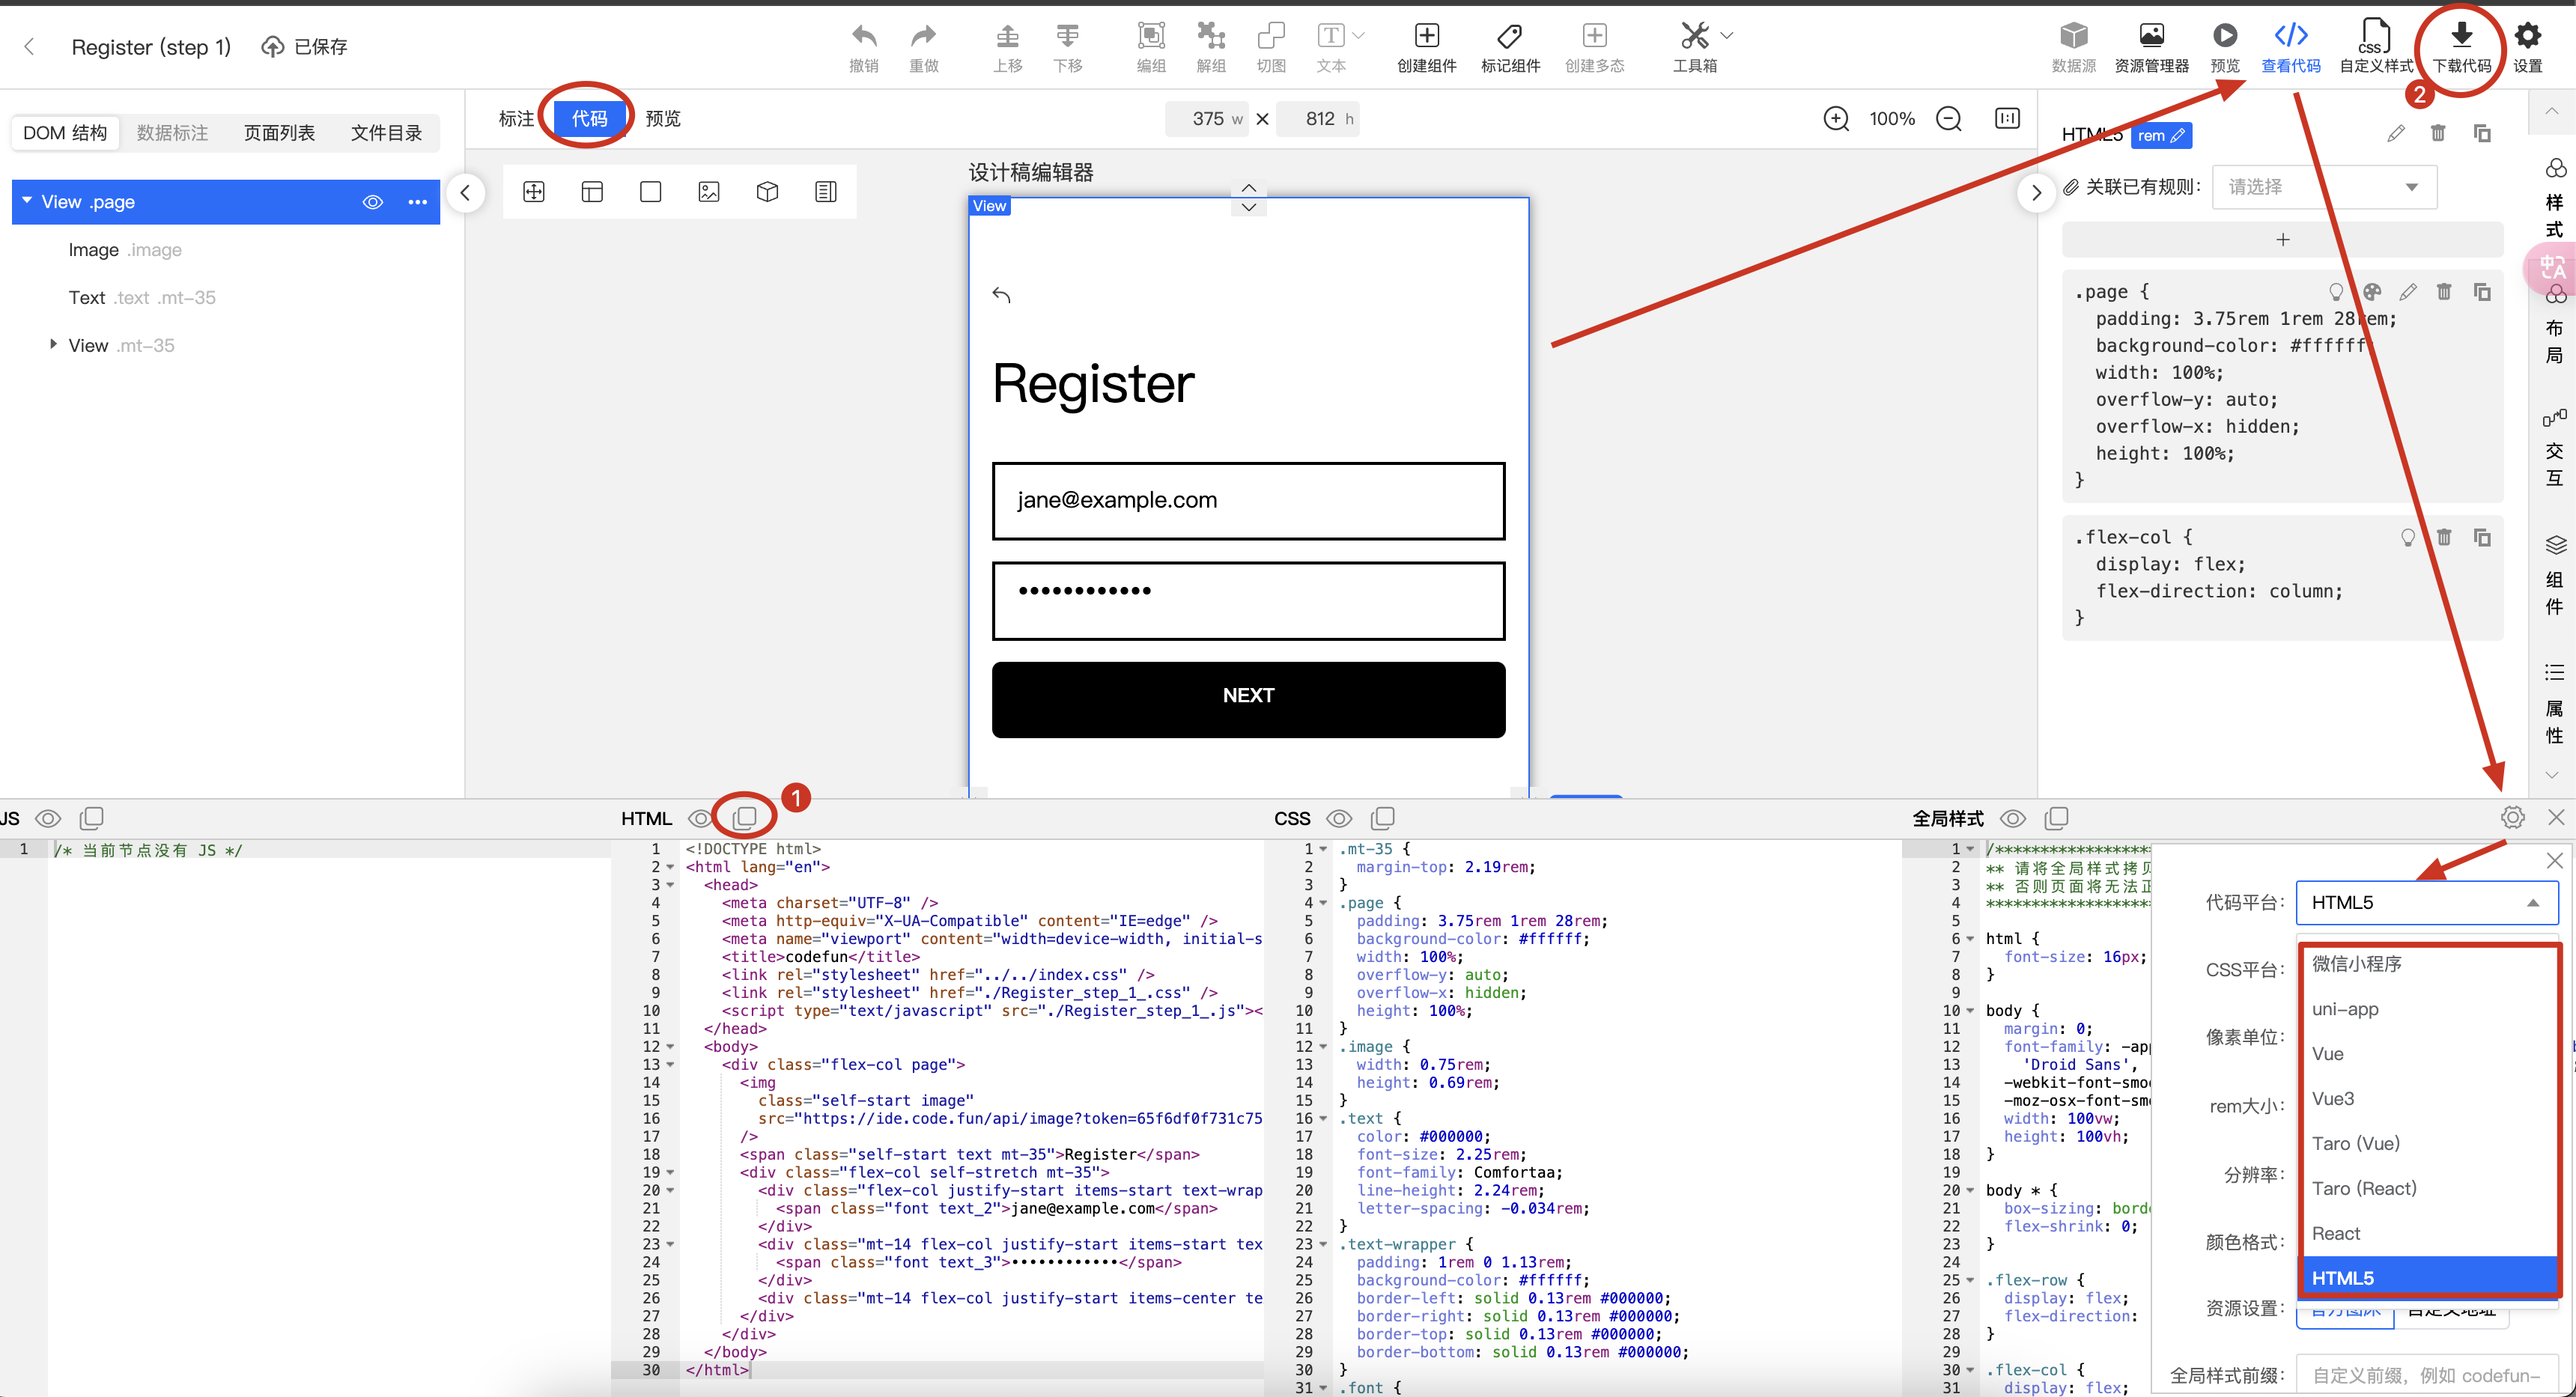 Register (step 1) 已保存
撤销 重做 上移 下移 编组 解组 切图 文本 创建组件 标记组件 创建多态 工具箱
数据源 资源管理器 预览 查看代码 自定义样式 下载代码 设置
2
DOM 结构 数据标注 页面列表 文件目录
标注 代码 预览
375 w × 812 h
100%
View .page
Image .image
Text .text .mt-35
View .mt-35
设计稿编辑器
View
Register
jane@example.com
••••••••••••
NEXT
HTML5 rem
关联已有规则: 请选择
.page {
padding: 3.75rem 1rem 28rem;
background-color: #ffffff
width: 100%;
overflow-y: auto;
overflow-x: hidden;
height: 100%;
}
.flex-col {
display: flex;
flex-direction: column;
}
样式
布局
交互
组件
属性
JS
1 /* 当前节点没有 JS */
HTML
1
1 <!DOCTYPE html>
2 <html lang="en">
3 <head>
4 <meta charset="UTF-8" />
5 <meta http-equiv="X-UA-Compatible" content="IE=edge" />
6 <meta name="viewport" content="width=device-width, initial-s
7 <title>codefun</title>
8 <link rel="stylesheet" href="../../index.css" />
9 <link rel="stylesheet" href="./Register_step_1_.css" />
10 <script type="text/javascript" src="./Register_step_1_.js"><
11 </head>
12 <body>
13 <div class="flex-col page">
14 <img
15 class="self-start image"
16 src="https://ide.code.fun/api/image?token=65f6df0f731c75
17 />
18 <span class="self-start text mt-35">Register</span>
19 <div class="flex-col self-stretch mt-35">
20 <div class="flex-col justify-start items-start text-wrap
21 <span class="font text_2">jane@example.com</span>
22 </div>
23 <div class="mt-14 flex-col justify-start items-start tex
24 <span class="font text_3">••••••••••••</span>
25 </div>
26 <div class="mt-14 flex-col justify-start items-center te
27 </div>
28 </div>
29 </body>
30 </html>
CSS
1 .mt-35 {
2 margin-top: 2.19rem;
3 }
4 .page {
5 padding: 3.75rem 1rem 28rem;
6 background-color: #ffffff;
7 width: 100%;
8 overflow-y: auto;
9 overflow-x: hidden;
10 height: 100%;
11 }
12 .image {
13 width: 0.75rem;
14 height: 0.69rem;
15 }
16 .text {
17 color: #000000;
18 font-size: 2.25rem;
19 font-family: Comfortaa;
20 line-height: 2.24rem;
21 letter-spacing: -0.034rem;
22 }
23 .text-wrapper {
24 padding: 1rem 0 1.13rem;
25 background-color: #ffffff;
26 border-left: solid 0.13rem #000000;
27 border-right: solid 0.13rem #000000;
28 border-top: solid 0.13rem #000000;
29 border-bottom: solid 0.13rem #000000;
30 }
31 .font {
全局样式
1 /******************
2 ** 请将全局样式拷贝
3 ** 否则页面将无法正
4 ******************
5
6 html {
7 font-size: 16px;
8 }
9
10 body {
11 margin: 0;
12 font-family: -app
13 'Droid Sans',
14 -webkit-font-smo
15 -moz-osx-font-smo
16 width: 100vw;
17 height: 100vh;
18 }
19
20 body * {
21 box-sizing: borde
22 flex-shrink: 0;
23 }
24
25 .flex-row {
26 display: flex;
27 flex-direction:
28 }
29
30 .flex-col {
31 display: flex;
代码平台: HTML5
CSS平台:
像素单位:
rem大小:
分辨率:
颜色格式:
资源设置: 官方图床 自定义地址
全局样式前缀: 自定义前缀，例如 codefun-
微信小程序
uni-app
Vue
Vue3
Taro (Vue)
Taro (React)
React
HTML5